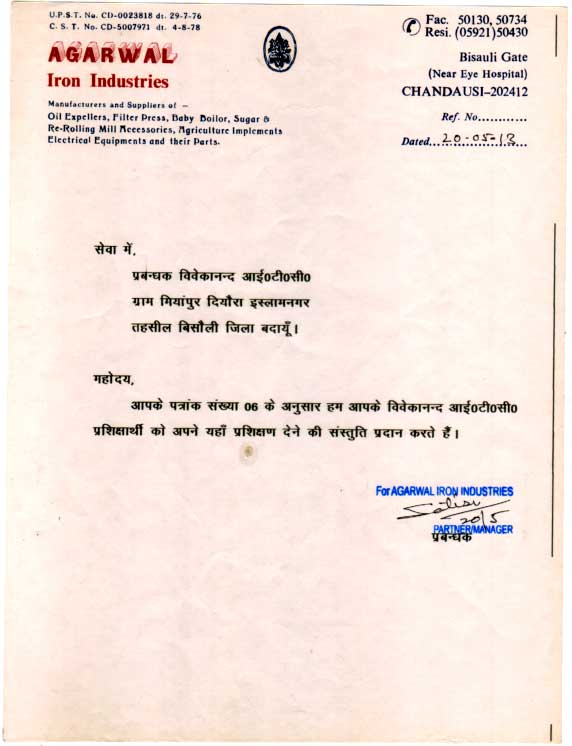 U.P.S.T. No. CD-0023818 dt. 29-7-76
C. S. T. No. CD-5007971 dt. 4-8-78
AGARWAL
Iron Industries
Manufacturers and Suppliers of –
Oil Expellers, Filter Press, Baby Boilor, Sugar &
Re-Rolling Mill Accessories, Agriculture Implements
Electrical Equipments and their Parts.
Fac. 50130, 50734
Resi. (05921)50430
Bisauli Gate
(Near Eye Hospital)
CHANDAUSI–202412
Ref. No............
Dated...20-05-13...
सेवा में,
प्रबन्धक विवेकानन्द आई0टी0सी0
ग्राम मियांपुर दियौरा इस्लामनगर
तहसील बिसौली जिला बदायूँ।
महोदय,
आपके पत्रांक संख्या 06 के अनुसार हम आपके विवेकानन्द आई0टी0सी0
प्रशिक्षार्थी को अपने यहाँ प्रशिक्षण देने की संस्तुति प्रदान करते हैं।
For AGARWAL IRON INDUSTRIES
20/5
PARTNER/MANAGER
प्रबन्धक